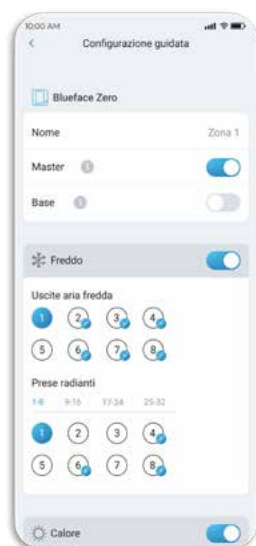 10:00 AM
Configurazione guidata
Blueface Zero
Nome Zona 1
Master i
Base i
Freddo
Uscite aria fredda
1 2 3 4
5 6 7 8
Prese radianti
1-8 9-16 17-24 25-32
1 2 3 4
5 6 7 8
Calore